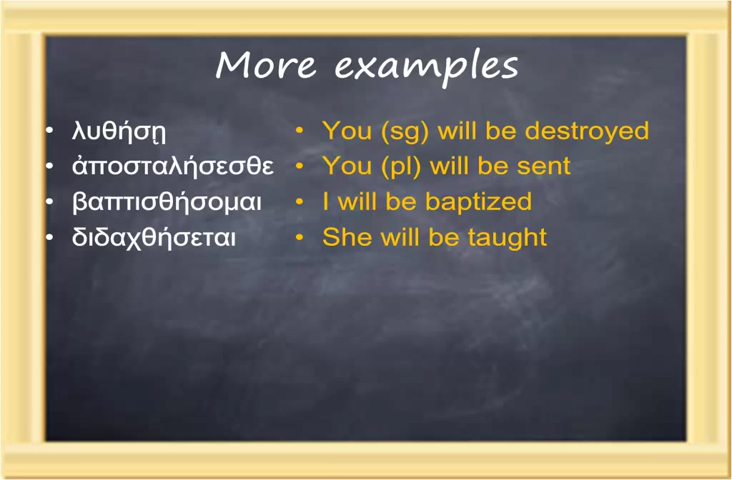 More examples
• λυθήσῃ • You (sg) will be destroyed
• ἀποσταλήσεσθε • You (pl) will be sent
• βαπτισθήσομαι • I will be baptized
• διδαχθήσεται • She will be taught